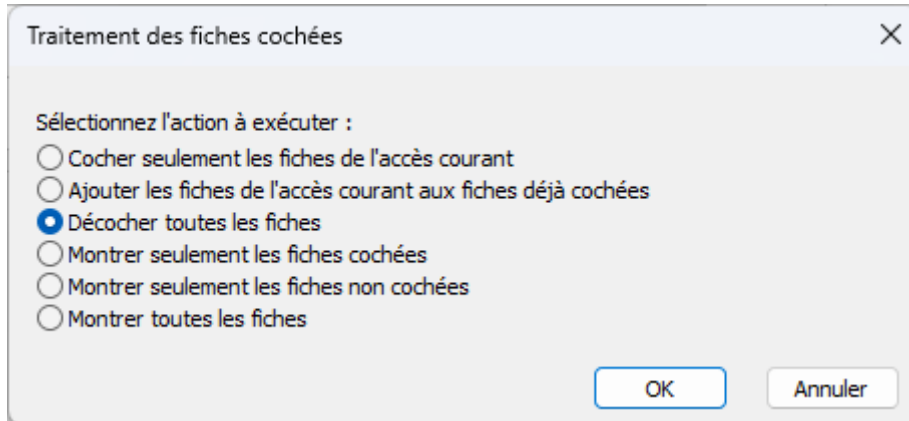 Traitement des fiches cochées
Sélectionnez l'action à exécuter :
Cocher seulement les fiches de l'accès courant
Ajouter les fiches de l'accès courant aux fiches déjà cochées
Décocher toutes les fiches
Montrer seulement les fiches cochées
Montrer seulement les fiches non cochées
Montrer toutes les fiches
OK Annuler